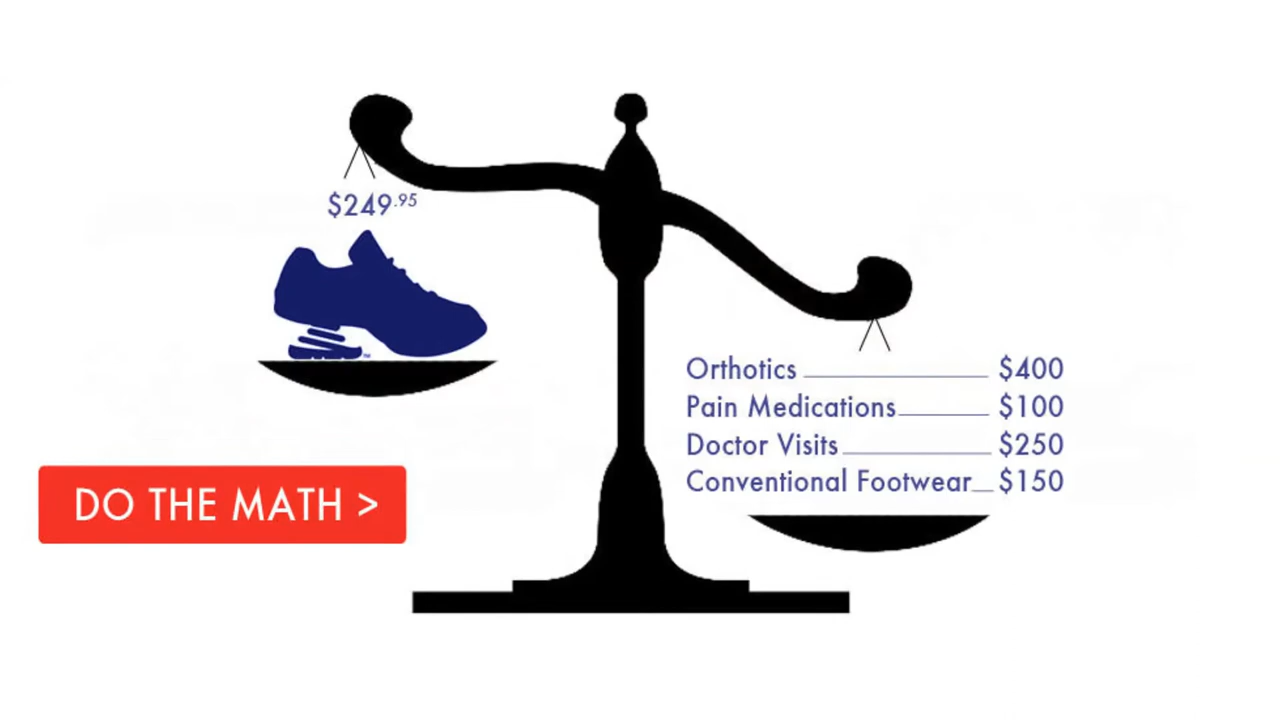 $249.95
Orthotics $400
Pain Medications $100
Doctor Visits $250
Conventional Footwear $150
DO THE MATH >